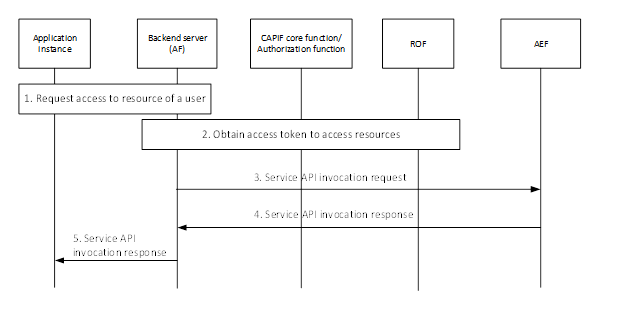 Application
Instance
Backend server
(AF)
CAPIF core function/
Authorization function
ROF
AEF
1. Request access to resource of a user
2. Obtain access token to access resources
3. Service API invocation request
4. Service API invocation response
5. Service API
invocation response